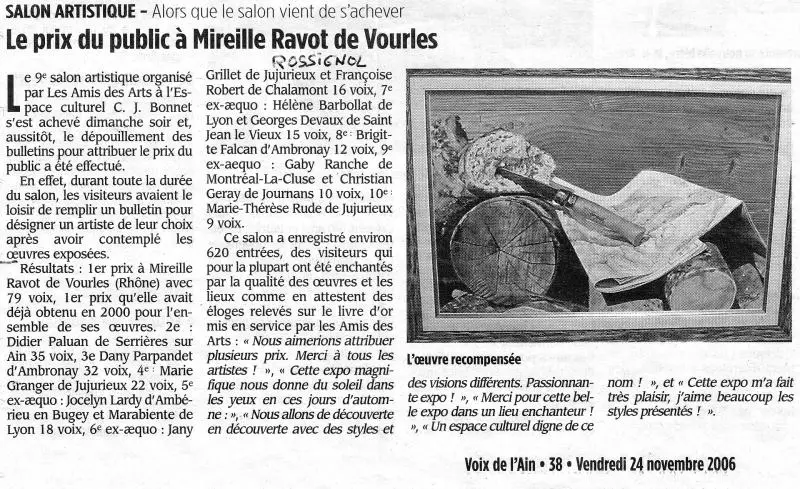 SALON ARTISTIQUE – Alors que le salon vient de s'achever
Le prix du public à Mireille Ravot de Vourles
ROSSIGNOL
Le 9e salon artistique organisé
par Les Amis des Arts à l'Es-
pace culturel C. J. Bonnet
s'est achevé dimanche soir et,
aussitôt, le dépouillement des
bulletins pour attribuer le prix du
public a été effectué.
En effet, durant toute la durée
du salon, les visiteurs avaient le
loisir de remplir un bulletin pour
désigner un artiste de leur choix
après avoir contemplé les
œuvres exposées.
Résultats : 1er prix à Mireille
Ravot de Vourles (Rhône) avec
79 voix, 1er prix qu'elle avait
déjà obtenu en 2000 pour l'en-
semble de ses œuvres. 2e :
Didier Paluan de Serrières sur
Ain 35 voix, 3e Dany Parpandet
d'Ambronay 32 voix, 4e : Marie
Granger de Jujurieux 22 voix, 5e
ex-æquo : Jocelyn Lardy d'Ambé-
rieu en Bugey et Marabiente de
Lyon 18 voix, 6e ex-æquo : Jany
Grillet de Jujurieux et Françoise
Robert de Chalamont 16 voix, 7e
ex-æquo : Hélène Barbollat de
Lyon et Georges Devaux de Saint
Jean le Vieux 15 voix, 8e : Brigit-
te Falcan d'Ambronay 12 voix, 9e
ex-aequo : Gaby Ranche de
Montréal-La-Cluse et Christian
Geray de Journans 10 voix, 10e :
Marie-Thérèse Rude de Jujurieux
9 voix.
Ce salon a enregistré environ
620 entrées, des visiteurs qui
pour la plupart ont été enchantés
par la qualité des œuvres et les
lieux comme en attestent des
éloges relevés sur le livre d'or
mis en service par les Amis des
Arts : « Nous aimerions attribuer
plusieurs prix. Merci à tous les
artistes ! », « Cette expo magni-
fique nous donne du soleil dans
les yeux en ces jours d'autom-
ne : », « Nous allons de découverte
en découverte avec des styles et
L'œuvre recompensée
des visions différents. Passionnan-
te expo ! », « Merci pour cette bel-
le expo dans un lieu enchanteur !
», « Un espace culturel digne de ce
nom ! », et « Cette expo m'a fait
très plaisir, j'aime beaucoup les
styles présentés ! ».
Voix de l'Ain • 38 • Vendredi 24 novembre 2006